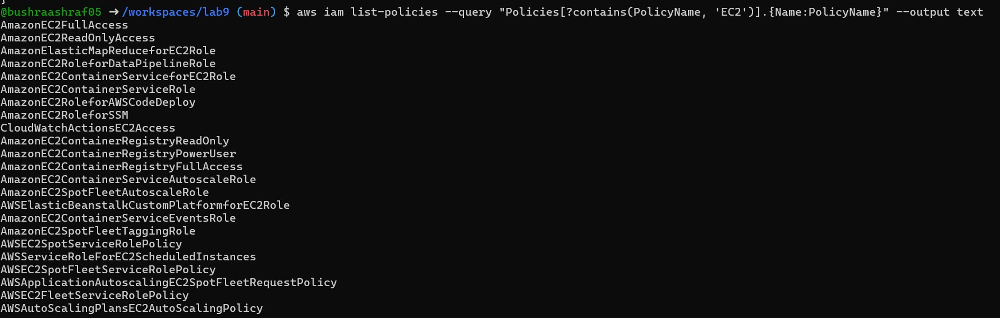 @bushraashraf05 ➜ /workspaces/lab9 (main) $ aws iam list-policies --query "Policies[?contains(PolicyName, 'EC2')].{Name:PolicyName}" --output text
AmazonEC2FullAccess
AmazonEC2ReadOnlyAccess
AmazonElasticMapReduceforEC2Role
AmazonEC2RoleforDataPipelineRole
AmazonEC2ContainerServiceforEC2Role
AmazonEC2ContainerServiceRole
AmazonEC2RoleforAWSCodeDeploy
AmazonEC2RoleforSSM
CloudWatchActionsEC2Access
AmazonEC2ContainerRegistryReadOnly
AmazonEC2ContainerRegistryPowerUser
AmazonEC2ContainerRegistryFullAccess
AmazonEC2ContainerServiceAutoscaleRole
AmazonEC2SpotFleetAutoscaleRole
AWSElasticBeanstalkCustomPlatformforEC2Role
AmazonEC2ContainerServiceEventsRole
AmazonEC2SpotFleetTaggingRole
AWSEC2SpotServiceRolePolicy
AWSServiceRoleForEC2ScheduledInstances
AWSEC2SpotFleetServiceRolePolicy
AWSApplicationAutoscalingEC2SpotFleetRequestPolicy
AWSEC2FleetServiceRolePolicy
AWSAutoScalingPlansEC2AutoScalingPolicy